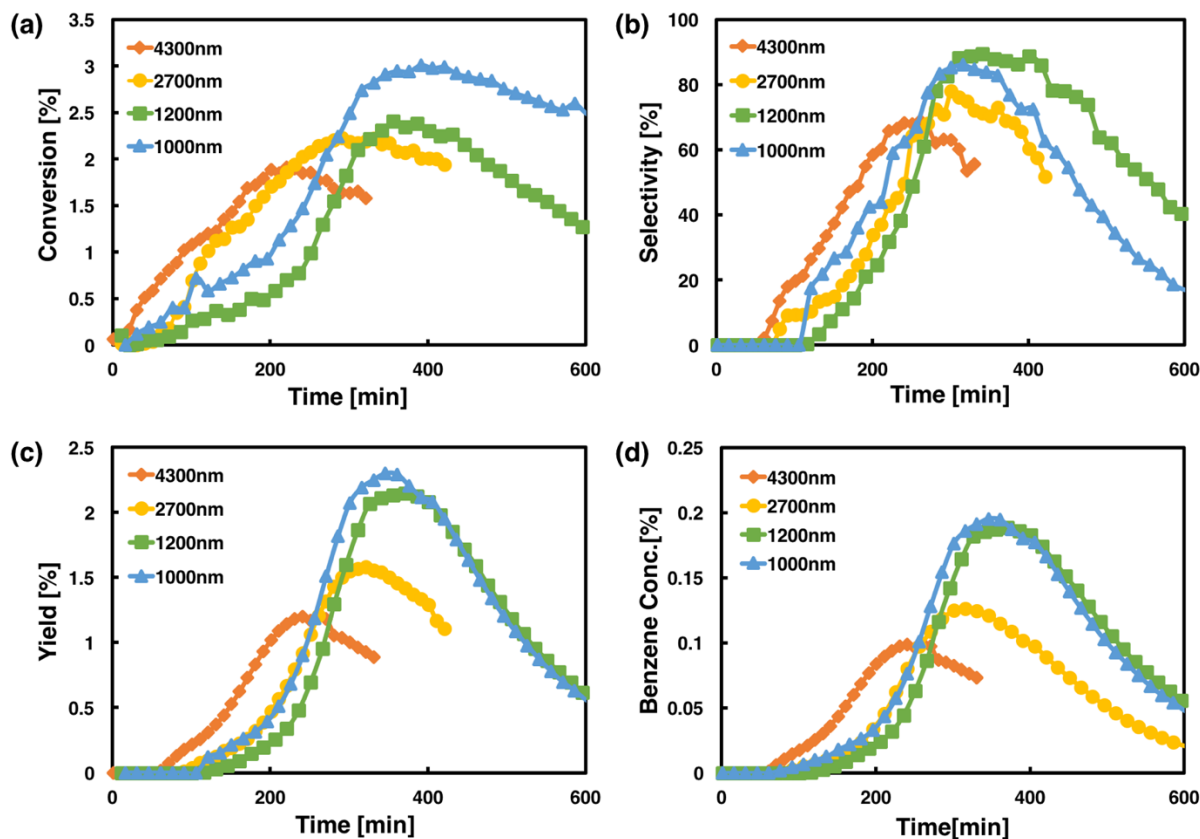 (a)
Conversion [%]
3.5
3
2.5
2
1.5
1
0.5
0
4300nm
2700nm
1200nm
1000nm
0 200 400 600
Time [min]
(b)
Selectivity [%]
100
80
60
40
20
0
4300nm
2700nm
1200nm
1000nm
0 200 400 600
Time [min]
(c)
Yield [%]
2.5
2
1.5
1
0.5
0
4300nm
2700nm
1200nm
1000nm
0 200 400 600
Time [min]
(d)
Benzene Conc.[%]
0.25
0.2
0.15
0.1
0.05
0
4300nm
2700nm
1200nm
1000nm
0 200 400 600
Time[min]